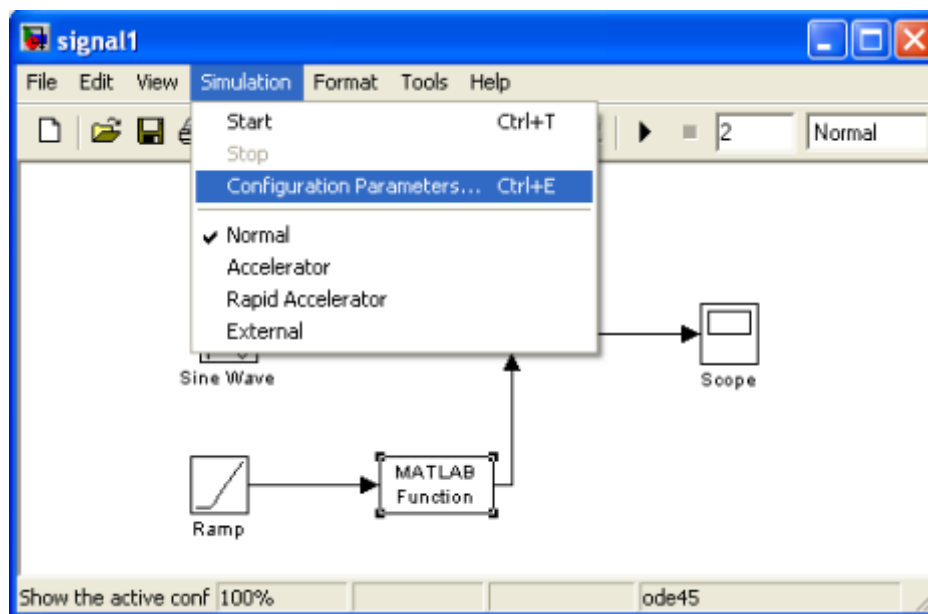 signal1
File Edit View Simulation Format Tools Help
2 Normal
Start Ctrl+T
Stop
Configuration Parameters... Ctrl+E
Normal
Accelerator
Rapid Accelerator
External
Sine Wave
Scope
MATLAB
Function
Ramp
Show the active conf 100% ode45